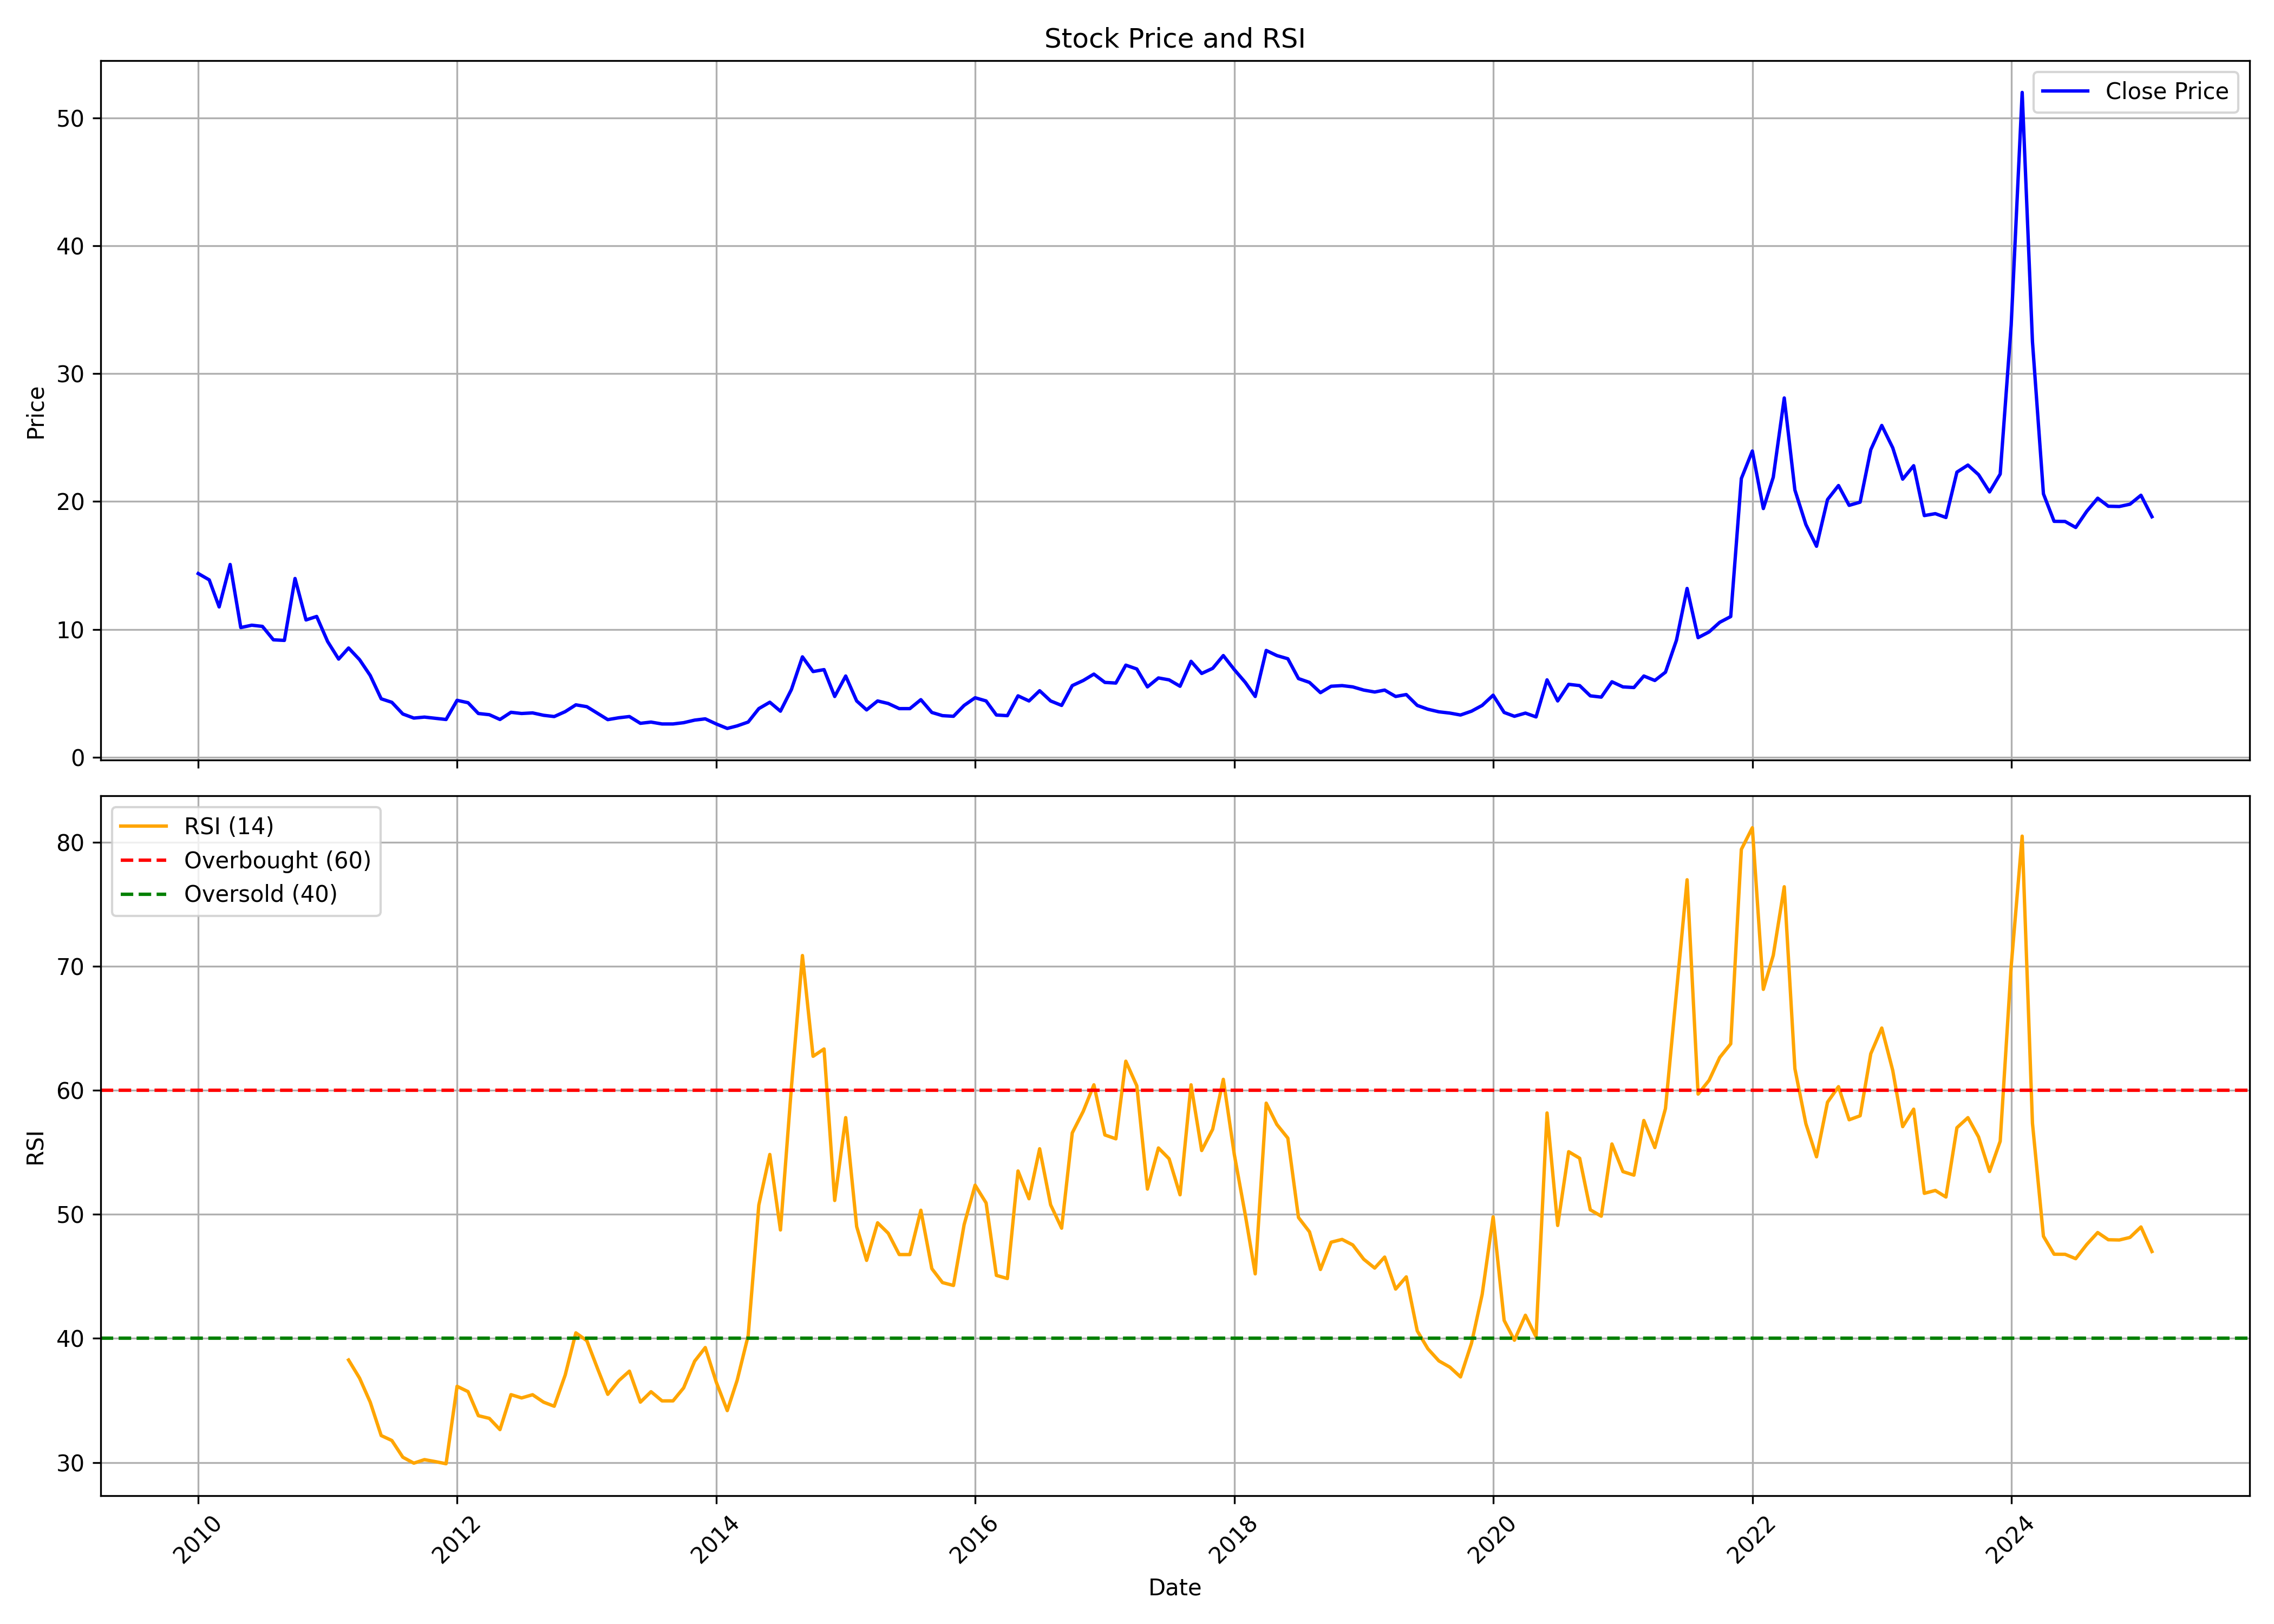 Stock Price and RSI
Close Price
50
40
30
20
10
0
Price
RSI (14)
Overbought (60)
Oversold (40)
80
70
60
50
40
30
RSI
2010 2012 2014 2016 2018 2020 2022 2024
Date